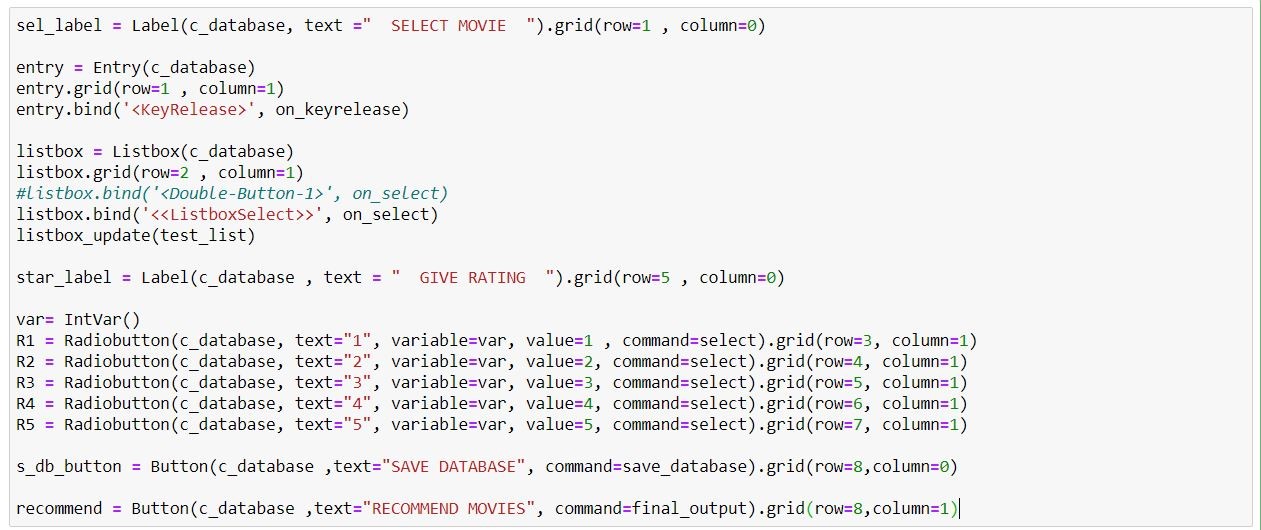 sel_label = Label(c_database, text ="  SELECT MOVIE  ").grid(row=1 , column=0)
entry = Entry(c_database)
entry.grid(row=1 , column=1)
entry.bind('<KeyRelease>', on_keyrelease)
listbox = Listbox(c_database)
listbox.grid(row=2 , column=1)
#listbox.bind('<Double-Button-1>', on_select)
listbox.bind('<<ListboxSelect>>', on_select)
listbox_update(test_list)
star_label = Label(c_database , text = "  GIVE RATING  ").grid(row=5 , column=0)
var= IntVar()
R1 = Radiobutton(c_database, text="1", variable=var, value=1 , command=select).grid(row=3, column=1)
R2 = Radiobutton(c_database, text="2", variable=var, value=2, command=select).grid(row=4, column=1)
R3 = Radiobutton(c_database, text="3", variable=var, value=3, command=select).grid(row=5, column=1)
R4 = Radiobutton(c_database, text="4", variable=var, value=4, command=select).grid(row=6, column=1)
R5 = Radiobutton(c_database, text="5", variable=var, value=5, command=select).grid(row=7, column=1)
s_db_button = Button(c_database ,text="SAVE DATABASE", command=save_database).grid(row=8,column=0)
recommend = Button(c_database ,text="RECOMMEND MOVIES", command=final_output).grid(row=8,column=1)